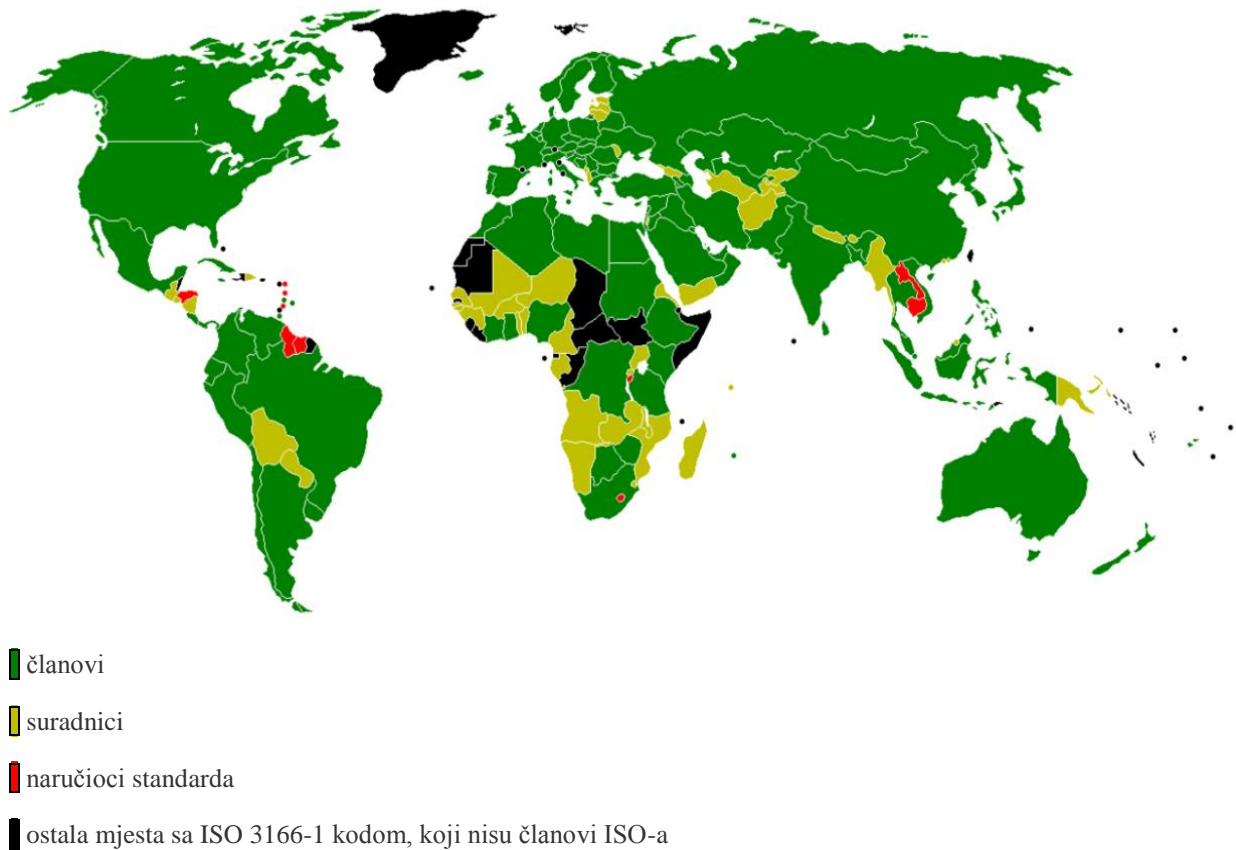 članovi
suradnici
naručioci standarda
ostala mjesta sa ISO 3166-1 kodom, koji nisu članovi ISO-a